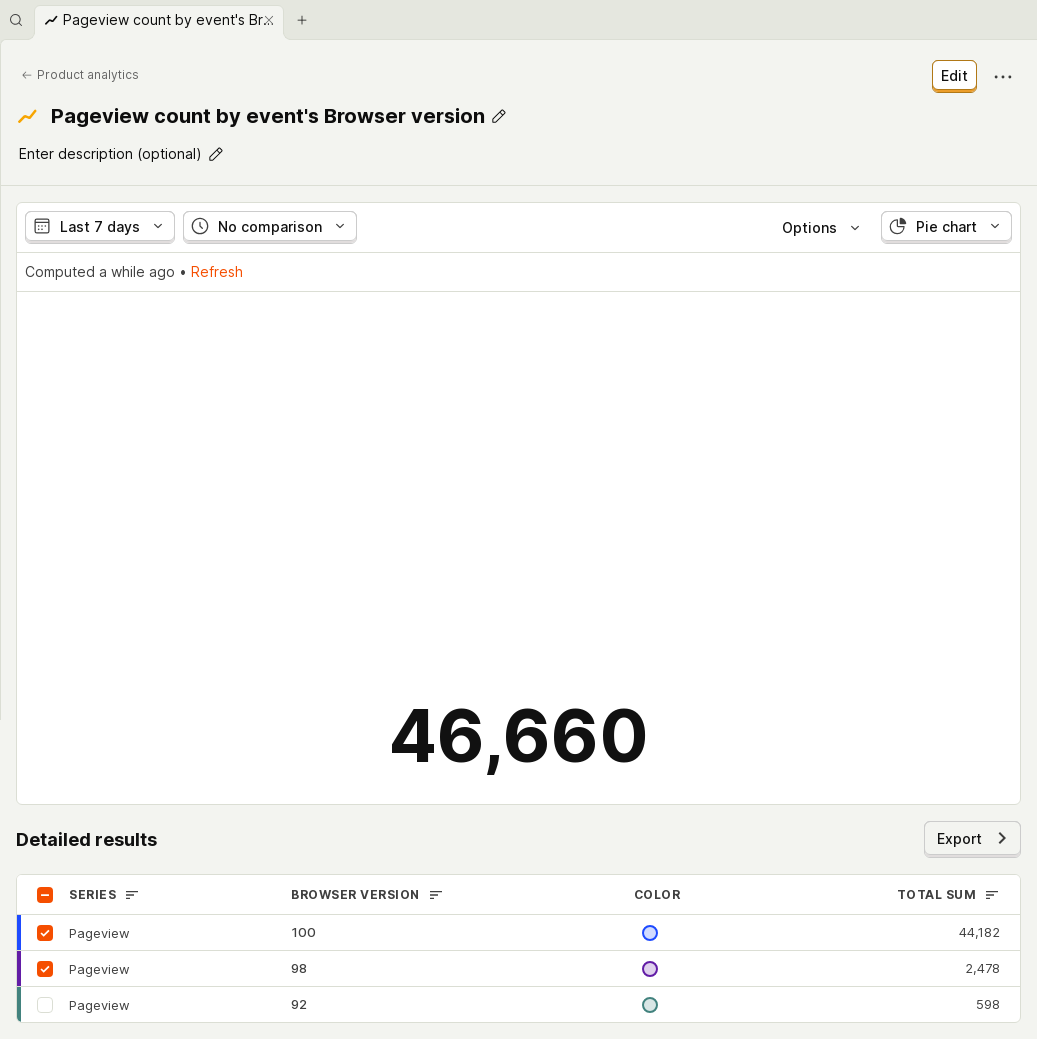 Pageview count by event's Br...
Product analytics
Edit
Pageview count by event's Browser version
Enter description (optional)
Last 7 days
No comparison
Options
Pie chart
Computed a while ago • Refresh
46,660
Detailed results
Export
SERIES BROWSER VERSION COLOR TOTAL SUM
Pageview 100 44,182
Pageview 98 2,478
Pageview 92 598